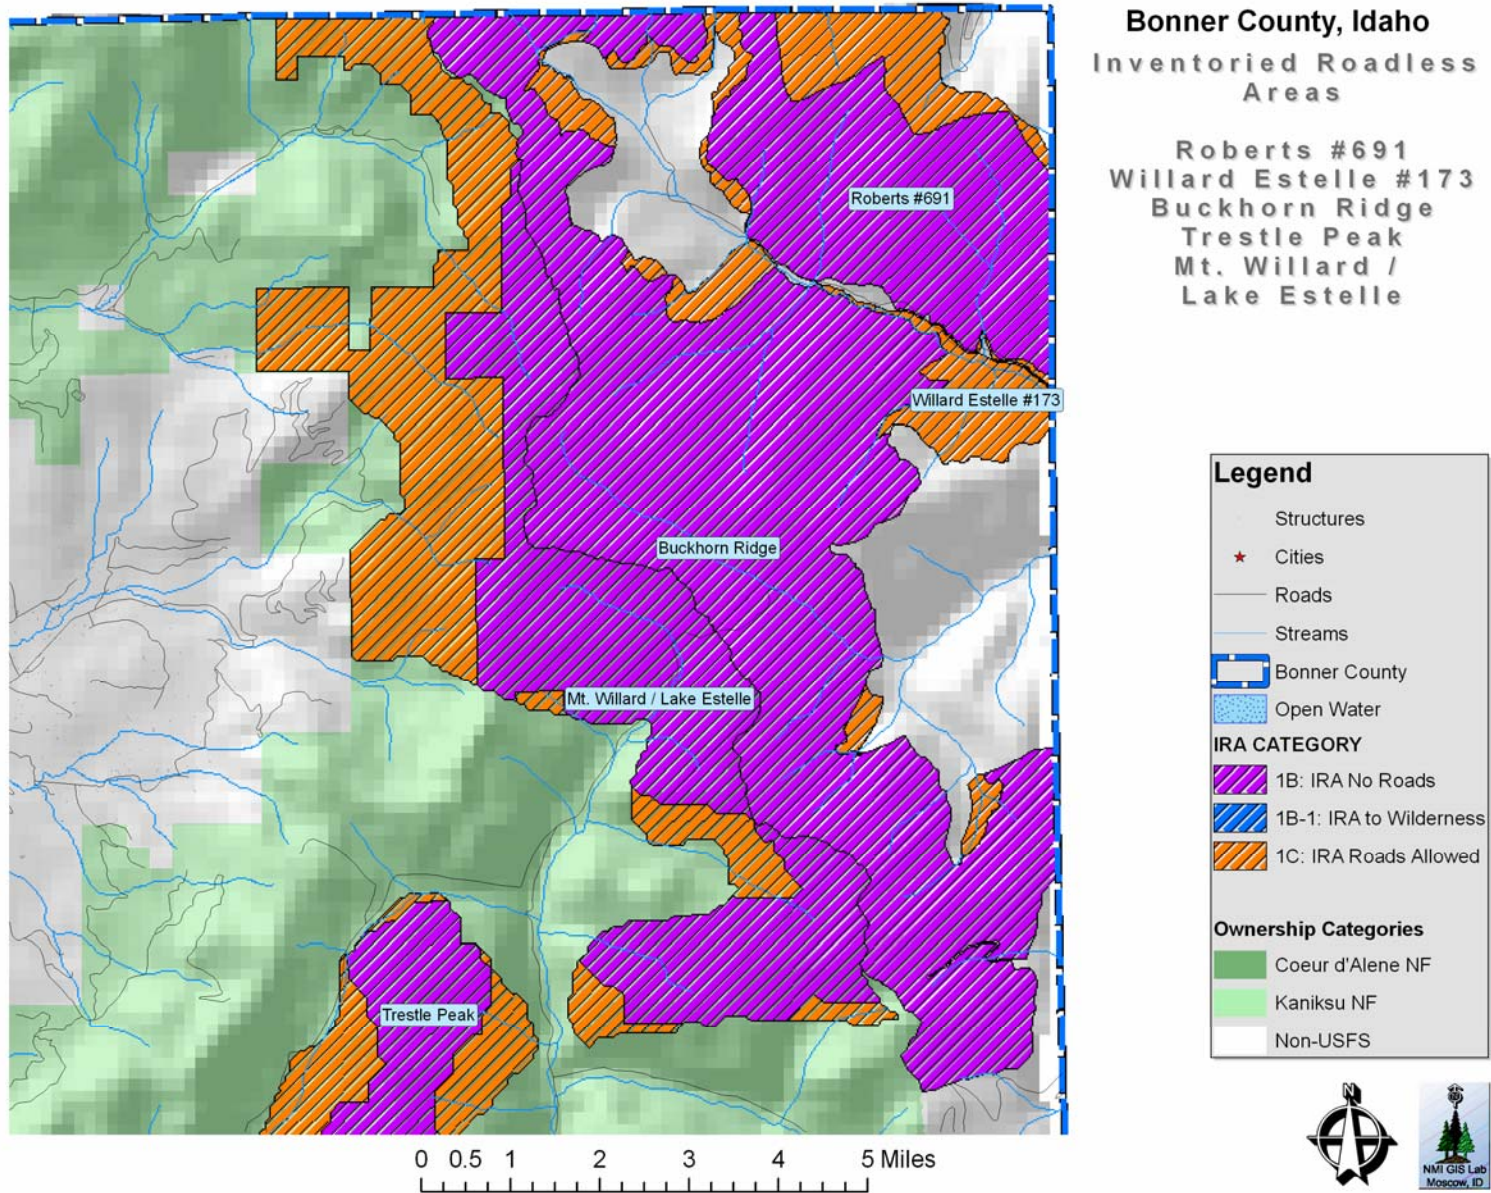 Bonner County, Idaho
Inventoried Roadless
Areas
Roberts #691
Willard Estelle #173
Buckhorn Ridge
Trestle Peak
Mt. Willard /
Lake Estelle
Roberts #691
Willard Estelle #173
Buckhorn Ridge
Mt. Willard / Lake Estelle
Trestle Peak
Legend
Structures
Cities
Roads
Streams
Bonner County
Open Water
IRA CATEGORY
1B: IRA No Roads
1B-1: IRA to Wilderness
1C: IRA Roads Allowed
Ownership Categories
Coeur d'Alene NF
Kaniksu NF
Non-USFS
N
NMI GIS Lab
Moscow, ID
0 0.5 1 2 3 4 5 Miles